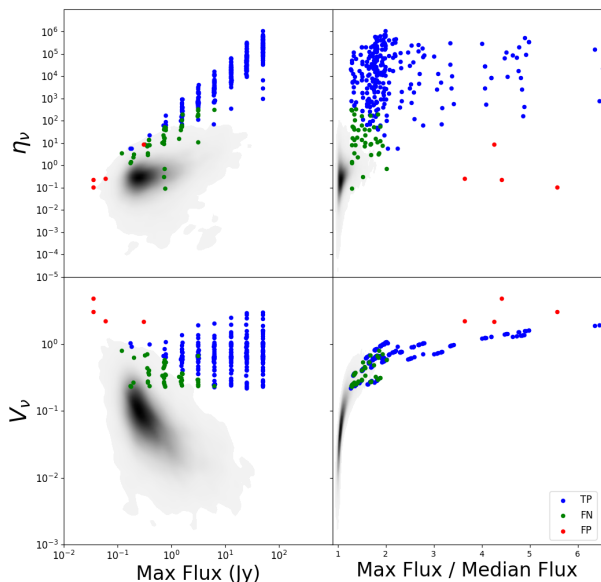 10⁶
10⁵
10⁴
10³
10²
10¹
10⁰
10⁻¹
10⁻²
10⁻³
10⁻⁴
10⁻⁵
η_ν
10¹
10⁰
10⁻¹
10⁻²
10⁻³
V_ν
10⁻² 10⁻¹ 10⁰ 10¹ 10²
1 2 3 4 5 6
TP
FN
FP
Max Flux (Jy)
Max Flux / Median Flux